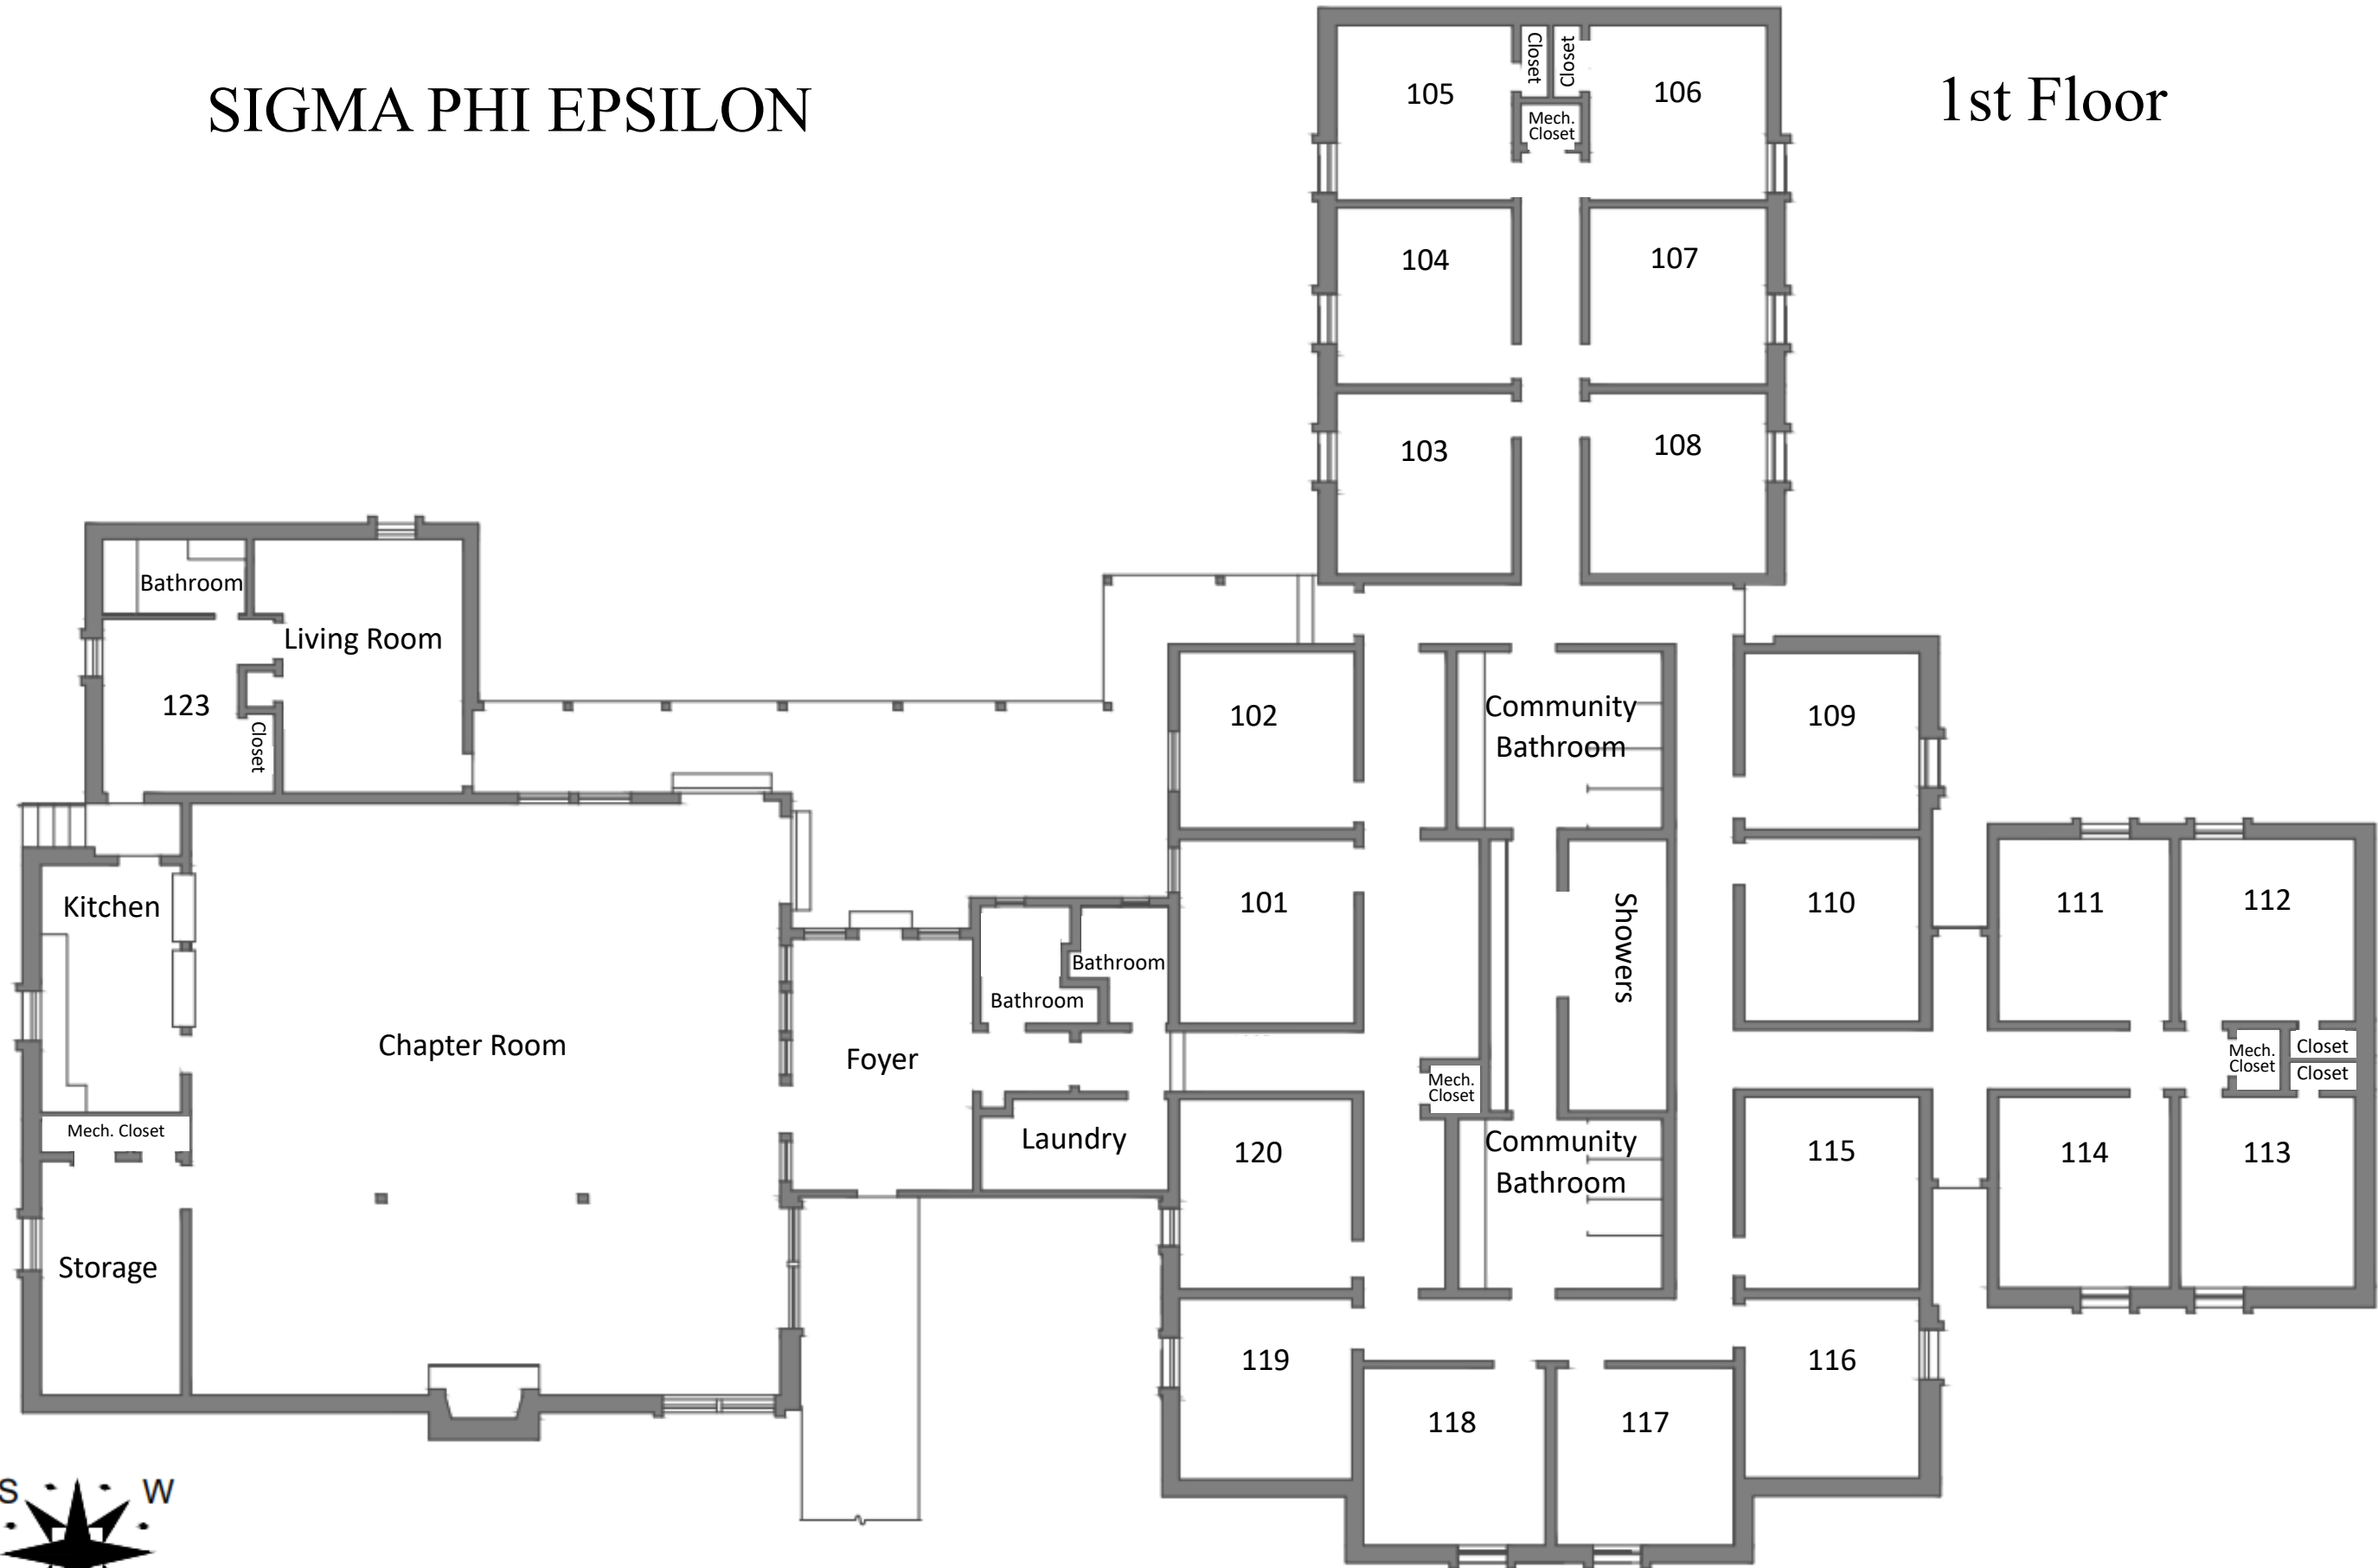 SIGMA PHI EPSILON
1st Floor
105
Closet
Closet
106
Mech.
Closet
104
107
103
108
Bathroom
Living Room
123
Closet
102
Community
Bathroom
109
Kitchen
101
Showers
110
111
112
Bathroom
Bathroom
Chapter Room
Foyer
Mech.
Closet
Closet
Closet
Mech.
Closet
Mech. Closet
Laundry
120
Community
Bathroom
115
114
113
Storage
119
116
118
117
S
W